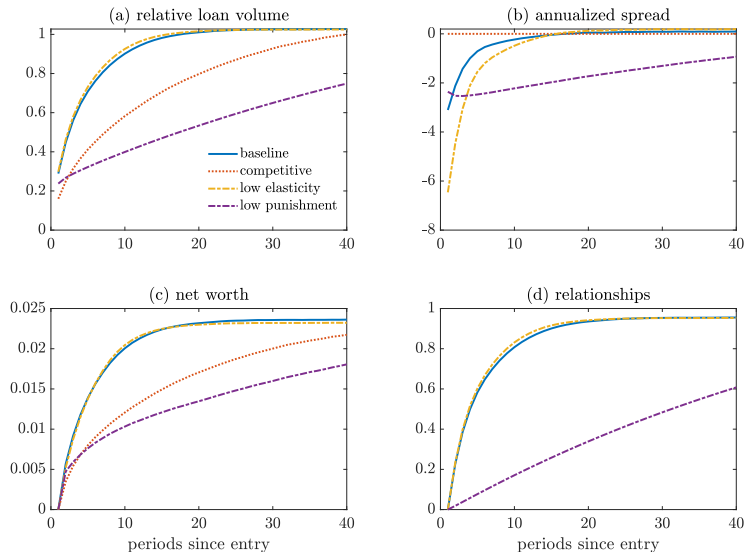 (a) relative loan volume
1
0.8
0.6
0.4
0.2
0
0 10 20 30 40
baseline
competitive
low elasticity
low punishment
(b) annualized spread
0
-2
-4
-6
-8
0 10 20 30 40
(c) net worth
0.025
0.02
0.015
0.01
0.005
0
0 10 20 30 40
periods since entry
(d) relationships
1
0.8
0.6
0.4
0.2
0
0 10 20 30 40
periods since entry